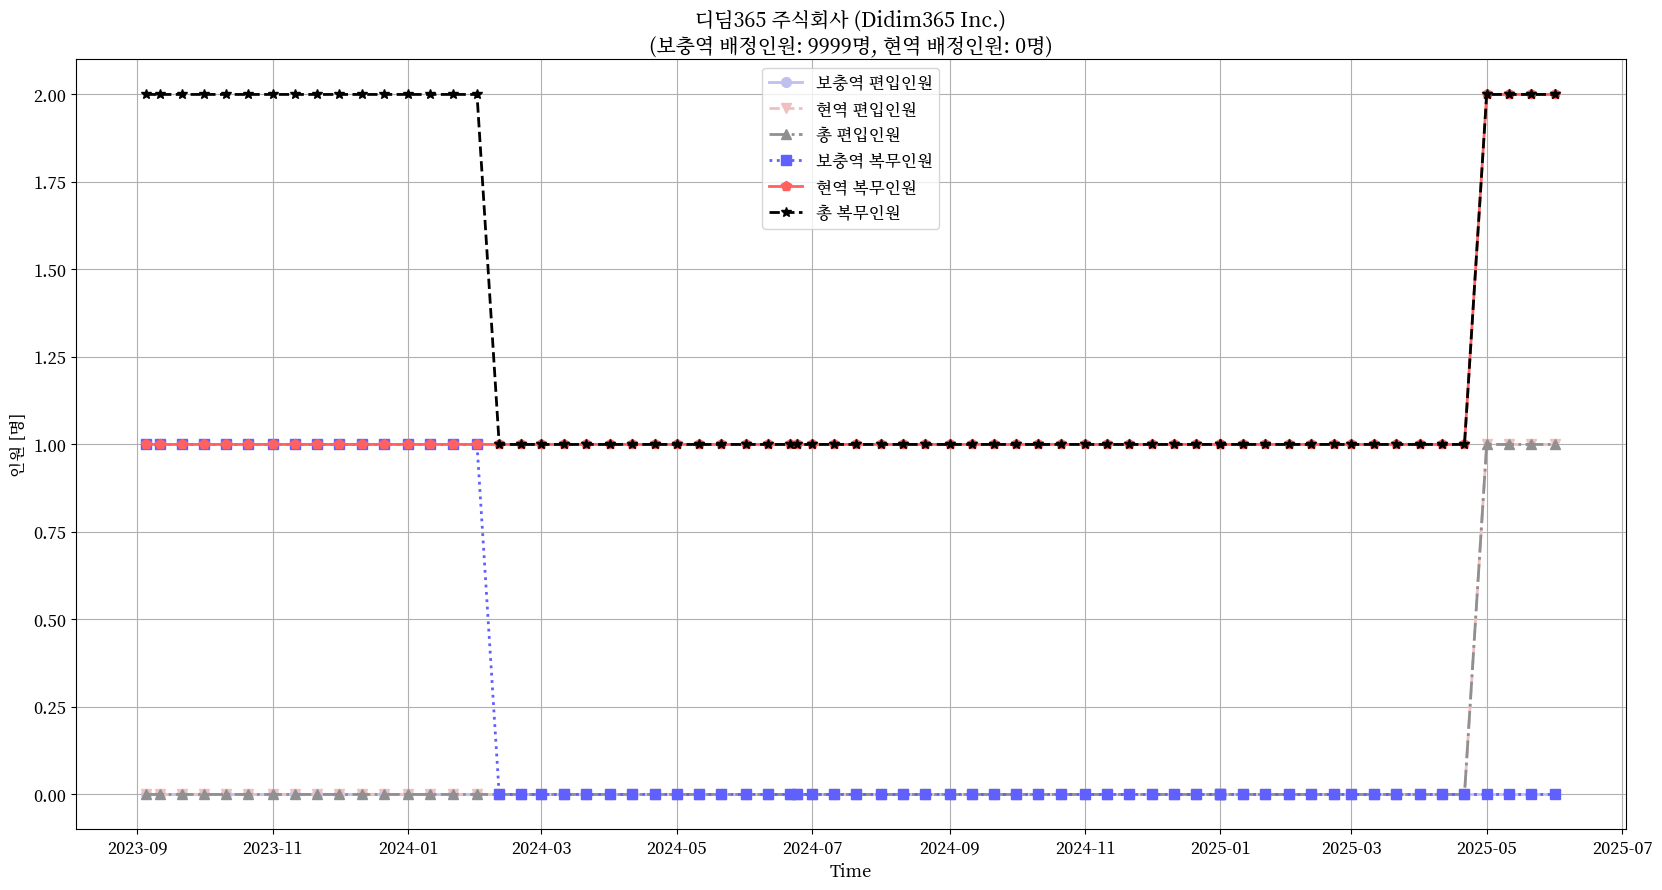 디딤365 주식회사 (Didim365 Inc.)
(보충역 배정인원: 9999명, 현역 배정인원: 0명)
보충역 편입인원
현역 편입인원
총 편입인원
보충역 복무인원
현역 복무인원
총 복무인원
인원 [명]
2.00
1.75
1.50
1.25
1.00
0.75
0.50
0.25
0.00
2023-09 2023-11 2024-01 2024-03 2024-05 2024-07 2024-09 2024-11 2025-01 2025-03 2025-05 2025-07
Time